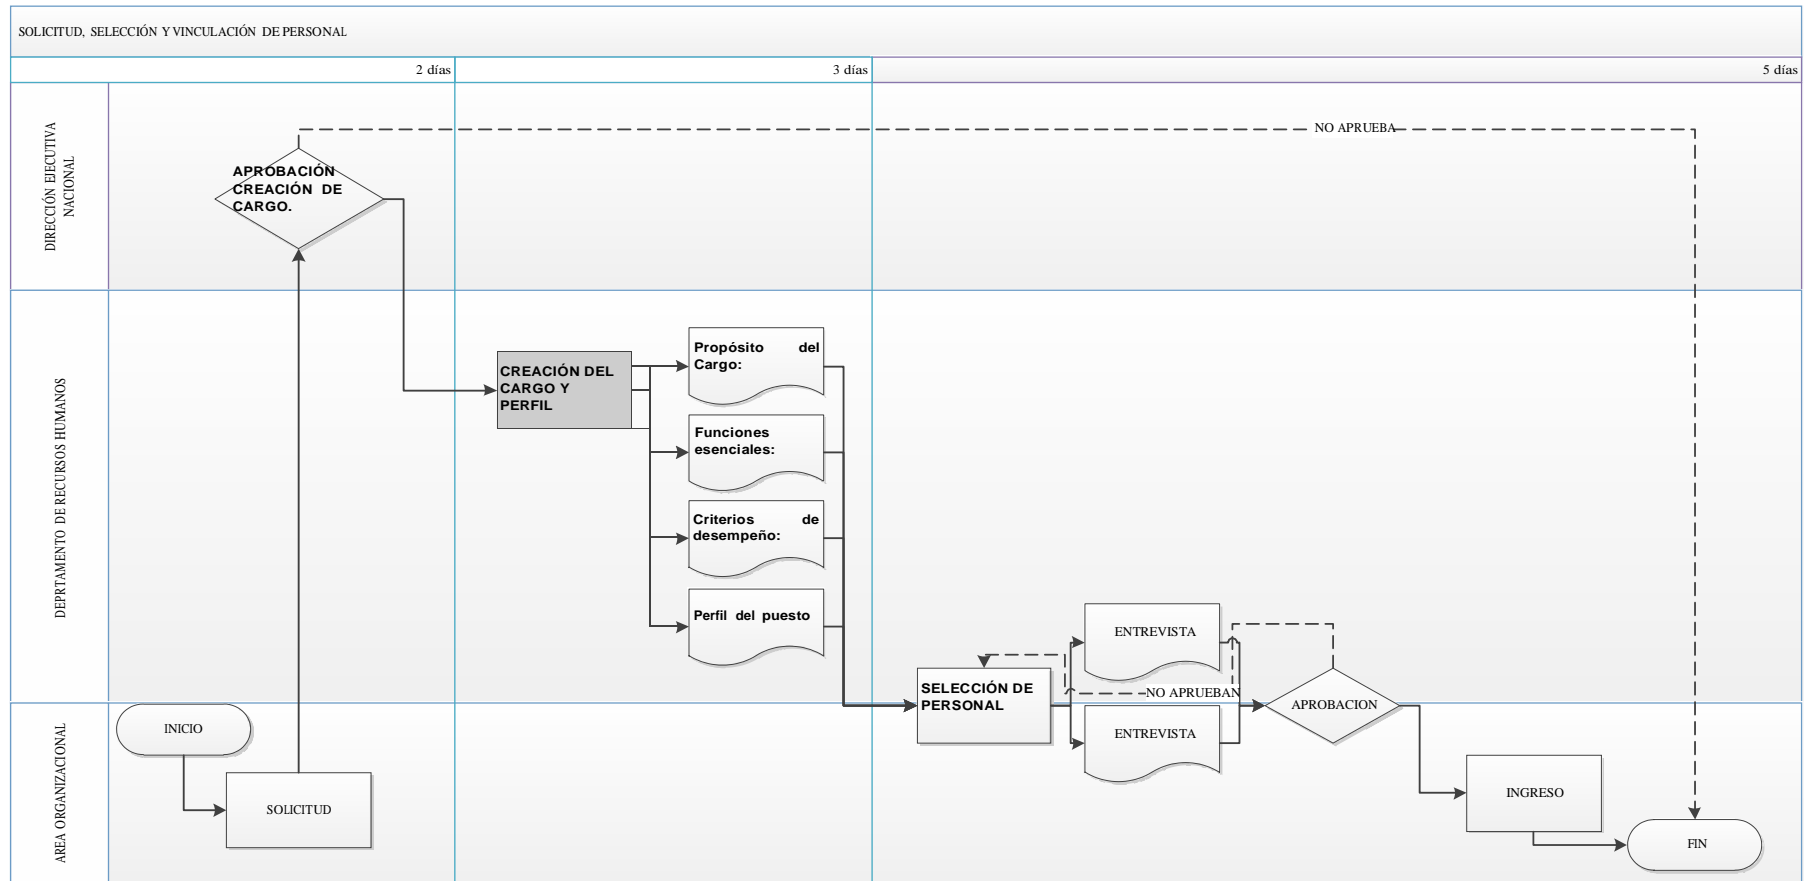 SOLICITUD, SELECCIÓN Y VINCULACIÓN DE PERSONAL
2 días
3 días
5 días
DIRECCIÓN EJECUTIVA
NACIONAL
NO APRUEBA
APROBACIÓN
CREACIÓN DE
CARGO.
DEPRTAMENTO DE RECURSOS HUMANOS
CREACIÓN DEL
CARGO Y
PERFIL
Propósito del
Cargo:
Funciones
esenciales:
Criterios de
desempeño:
Perfil del puesto
SELECCIÓN DE
PERSONAL
ENTREVISTA
NO APRUEBAN
ENTREVISTA
APROBACION
AREA ORGANIZACIONAL
INICIO
SOLICITUD
INGRESO
FIN